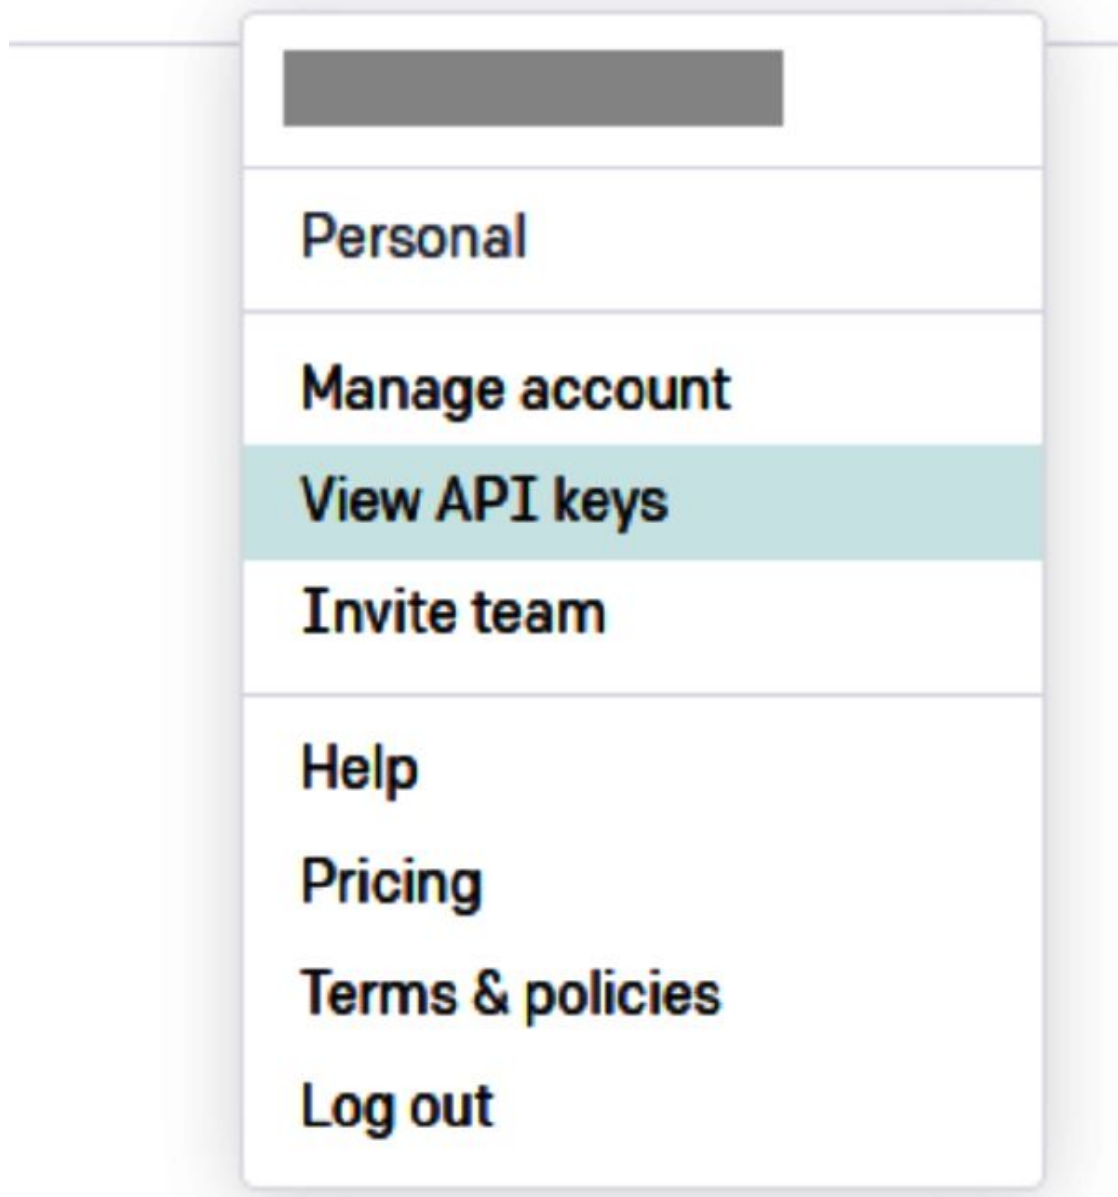 Personal
Manage account
View API keys
Invite team
Help
Pricing
Terms & policies
Log out